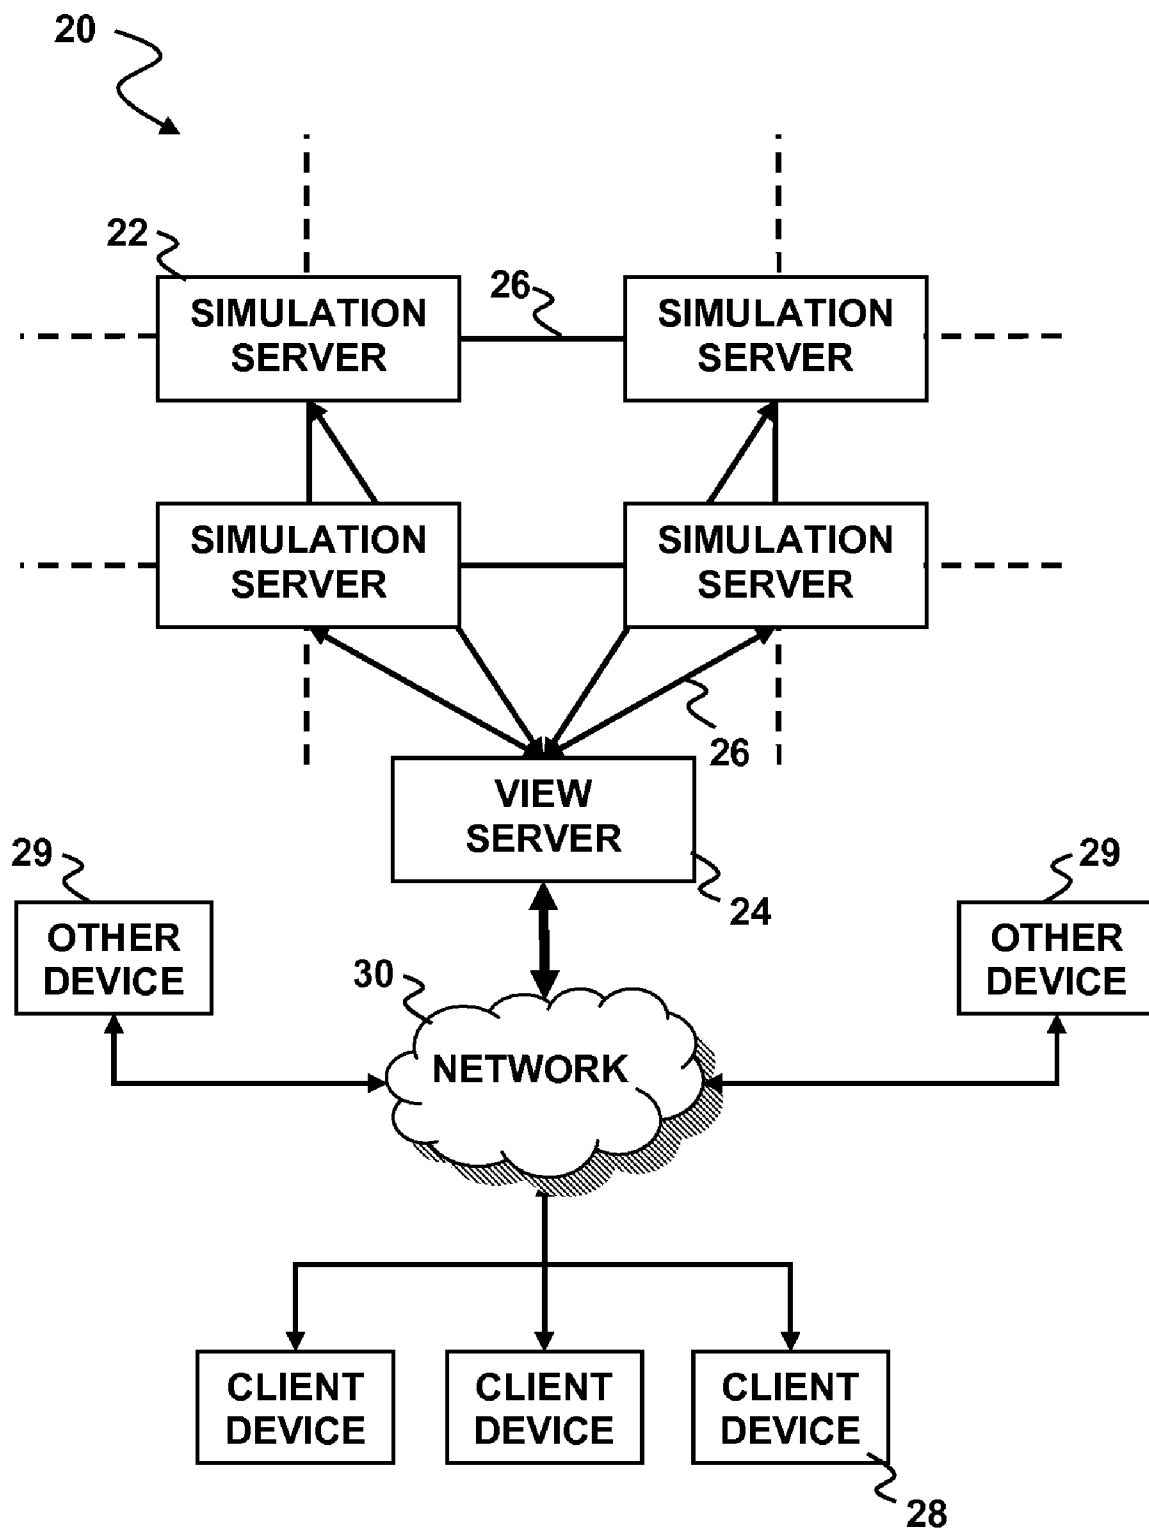 20
22
26
SIMULATION
SERVER
SIMULATION
SERVER
SIMULATION
SERVER
SIMULATION
SERVER
26
VIEW
SERVER
24
29
OTHER
DEVICE
29
OTHER
DEVICE
30
NETWORK
CLIENT
DEVICE
CLIENT
DEVICE
CLIENT
DEVICE
28